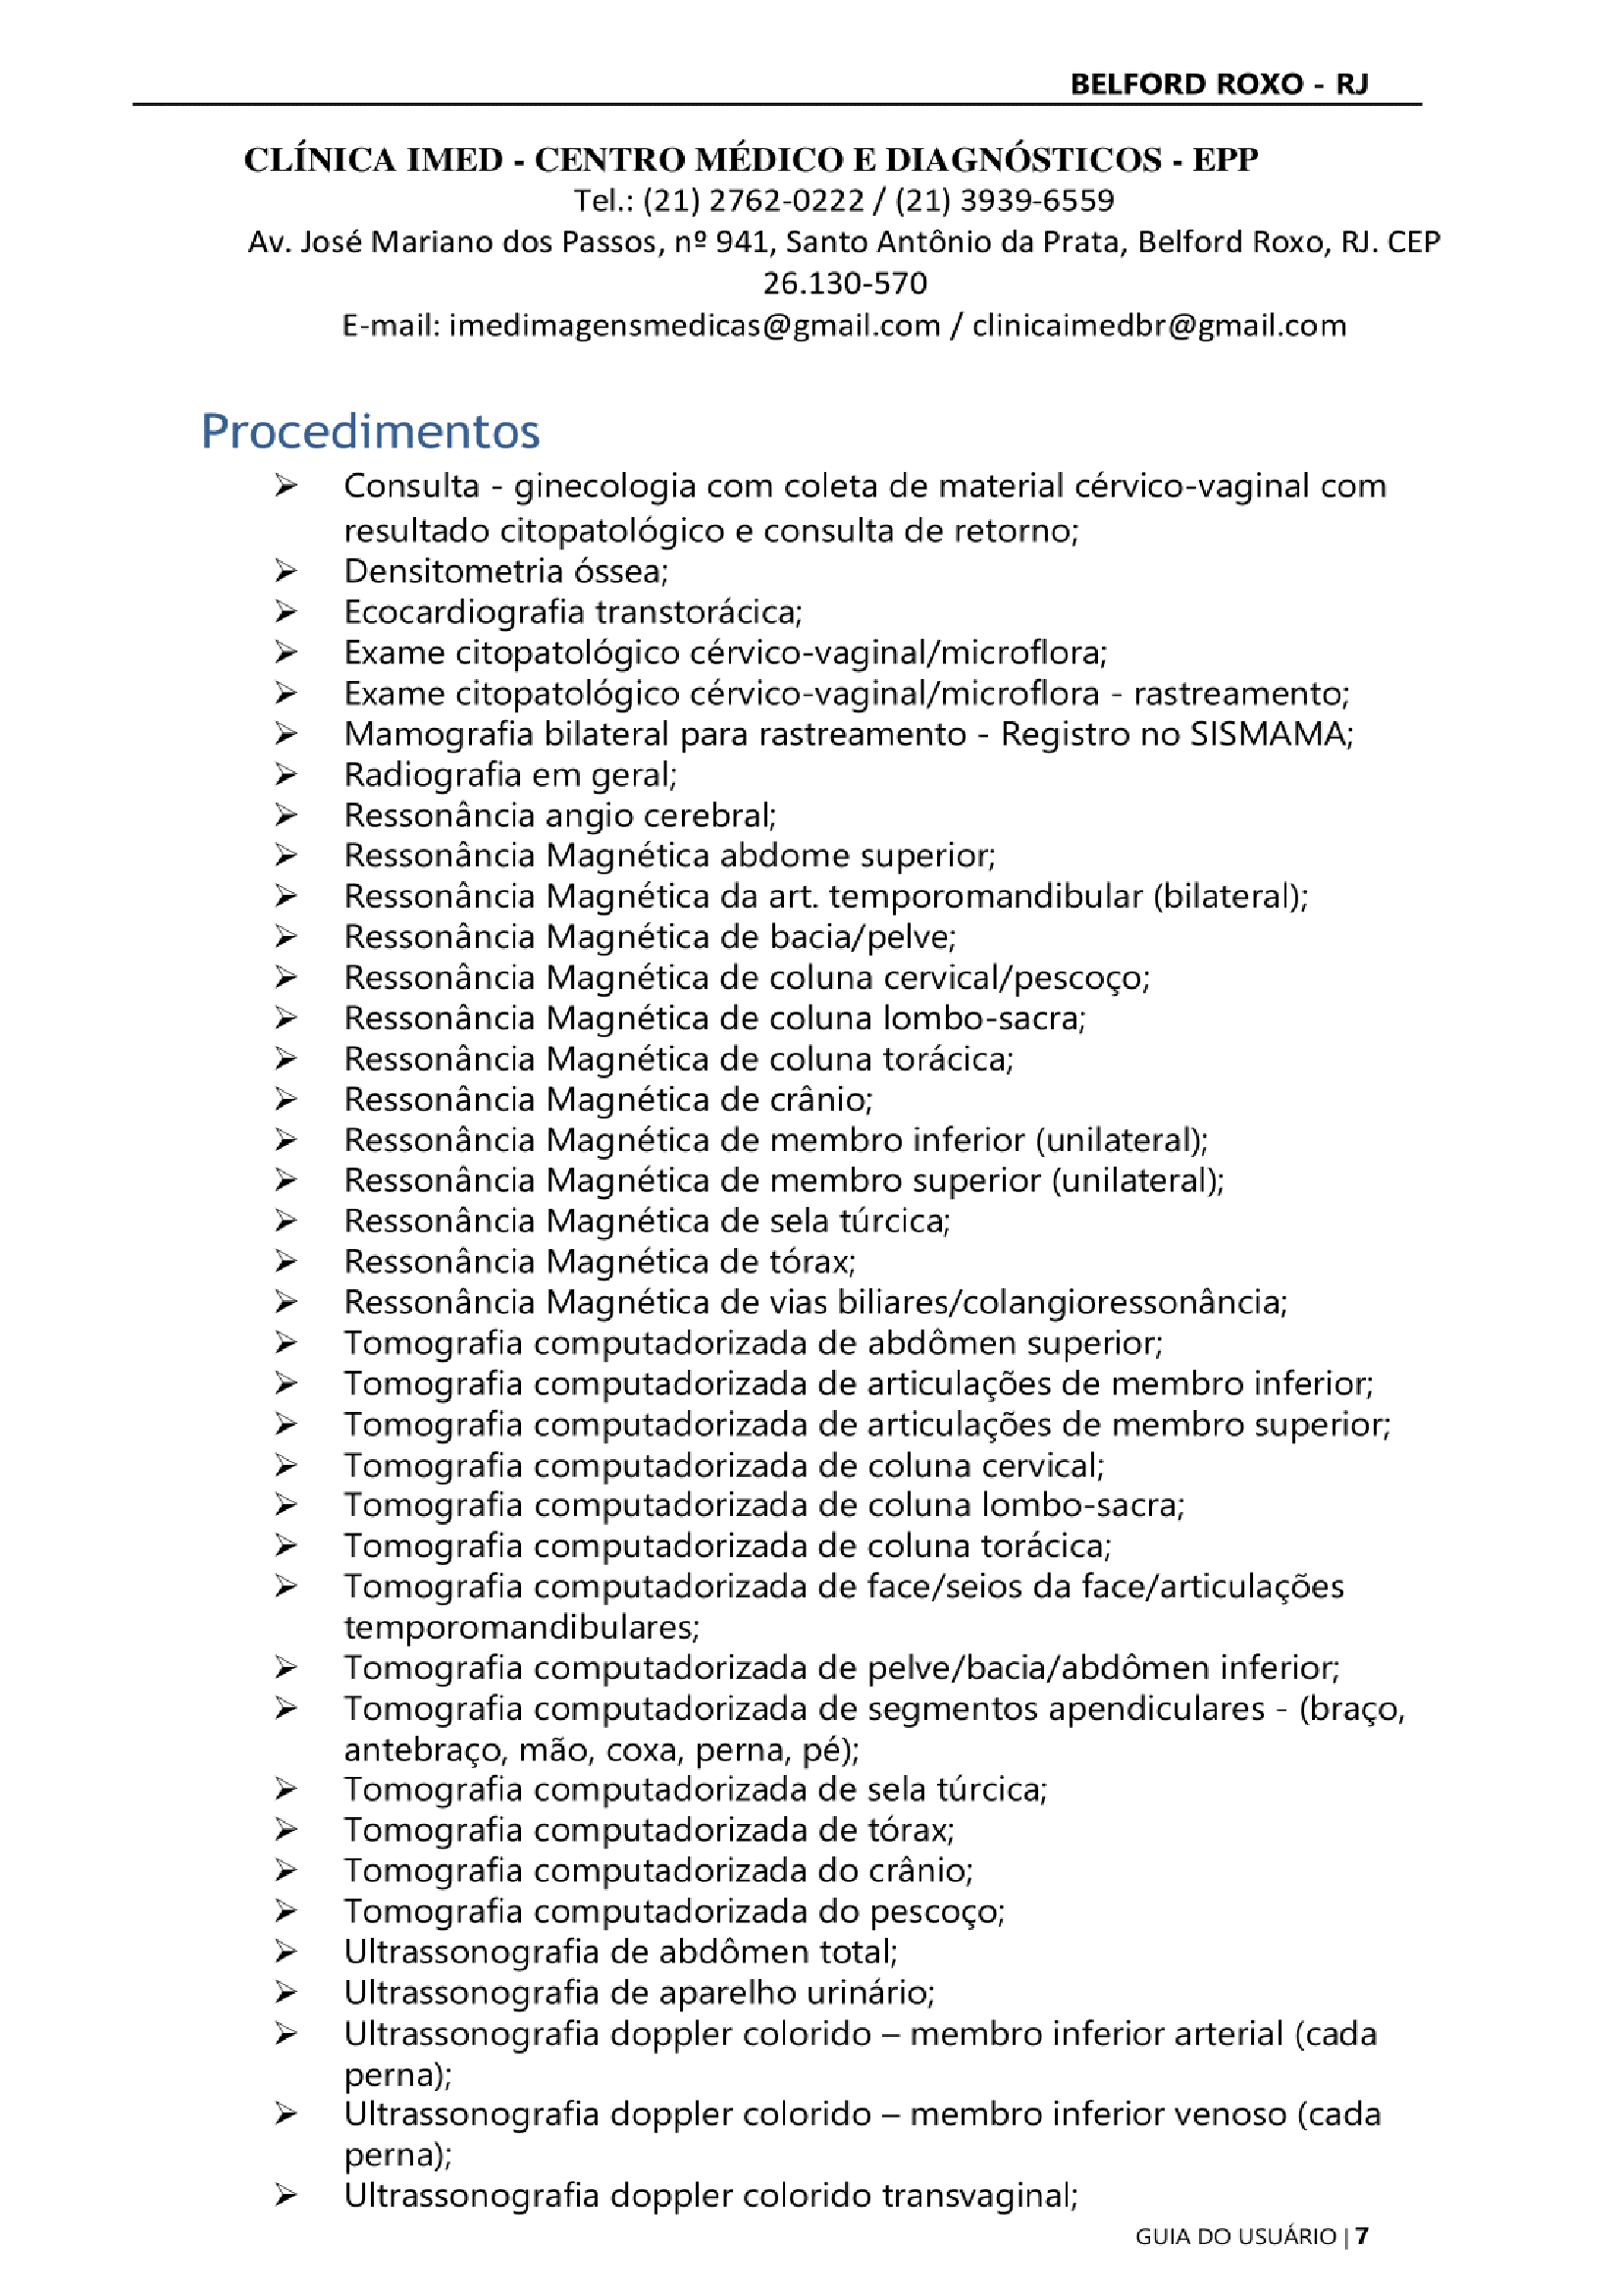 BELFORD ROXO - RJ
CLÍNICA IMED - CENTRO MÉDICO E DIAGNÓSTICOS - EPP
Tel.: (21) 2762-0222 / (21) 3939-6559
Av. José Mariano dos Passos, nº 941, Santo Antônio da Prata, Belford Roxo, RJ. CEP
26.130-570
E-mail: imedimagensmedicas@gmail.com / clinicaimedbr@gmail.com
Procedimentos
➢ Consulta - ginecologia com coleta de material cérvico-vaginal com
resultado citopatológico e consulta de retorno;
➢ Densitometria óssea;
➢ Ecocardiografia transtorácica;
➢ Exame citopatológico cérvico-vaginal/microflora;
➢ Exame citopatológico cérvico-vaginal/microflora - rastreamento;
➢ Mamografia bilateral para rastreamento - Registro no SISMAMA;
➢ Radiografia em geral;
➢ Ressonância angio cerebral;
➢ Ressonância Magnética abdome superior;
➢ Ressonância Magnética da art. temporomandibular (bilateral);
➢ Ressonância Magnética de bacia/pelve;
➢ Ressonância Magnética de coluna cervical/pescoço;
➢ Ressonância Magnética de coluna lombo-sacra;
➢ Ressonância Magnética de coluna torácica;
➢ Ressonância Magnética de crânio;
➢ Ressonância Magnética de membro inferior (unilateral);
➢ Ressonância Magnética de membro superior (unilateral);
➢ Ressonância Magnética de sela túrcica;
➢ Ressonância Magnética de tórax;
➢ Ressonância Magnética de vias biliares/colangioressonância;
➢ Tomografia computadorizada de abdômen superior;
➢ Tomografia computadorizada de articulações de membro inferior;
➢ Tomografia computadorizada de articulações de membro superior;
➢ Tomografia computadorizada de coluna cervical;
➢ Tomografia computadorizada de coluna lombo-sacra;
➢ Tomografia computadorizada de coluna torácica;
➢ Tomografia computadorizada de face/seios da face/articulações
temporomandibulares;
➢ Tomografia computadorizada de pelve/bacia/abdômen inferior;
➢ Tomografia computadorizada de segmentos apendiculares - (braço,
antebraço, mão, coxa, perna, pé);
➢ Tomografia computadorizada de sela túrcica;
➢ Tomografia computadorizada de tórax;
➢ Tomografia computadorizada do crânio;
➢ Tomografia computadorizada do pescoço;
➢ Ultrassonografia de abdômen total;
➢ Ultrassonografia de aparelho urinário;
➢ Ultrassonografia doppler colorido – membro inferior arterial (cada
perna);
➢ Ultrassonografia doppler colorido – membro inferior venoso (cada
perna);
➢ Ultrassonografia doppler colorido transvaginal;
GUIA DO USUÁRIO | 7